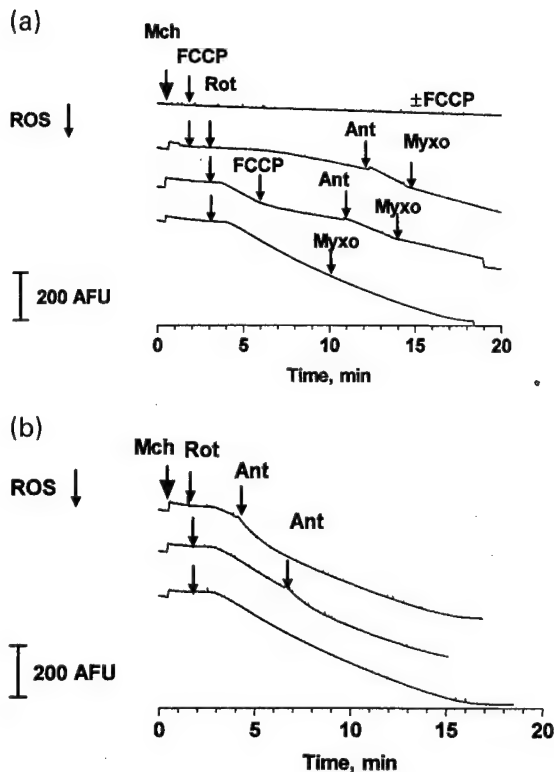 (a)
Mch
FCCP
Rot
±FCCP
ROS
Ant
Myxo
FCCP
Ant
Myxo
Myxo
200 AFU
0 5 10 15 20
Time, min
(b)
Mch Rot
ROS
Ant
Ant
200 AFU
0 5 10 15 20
Time, min